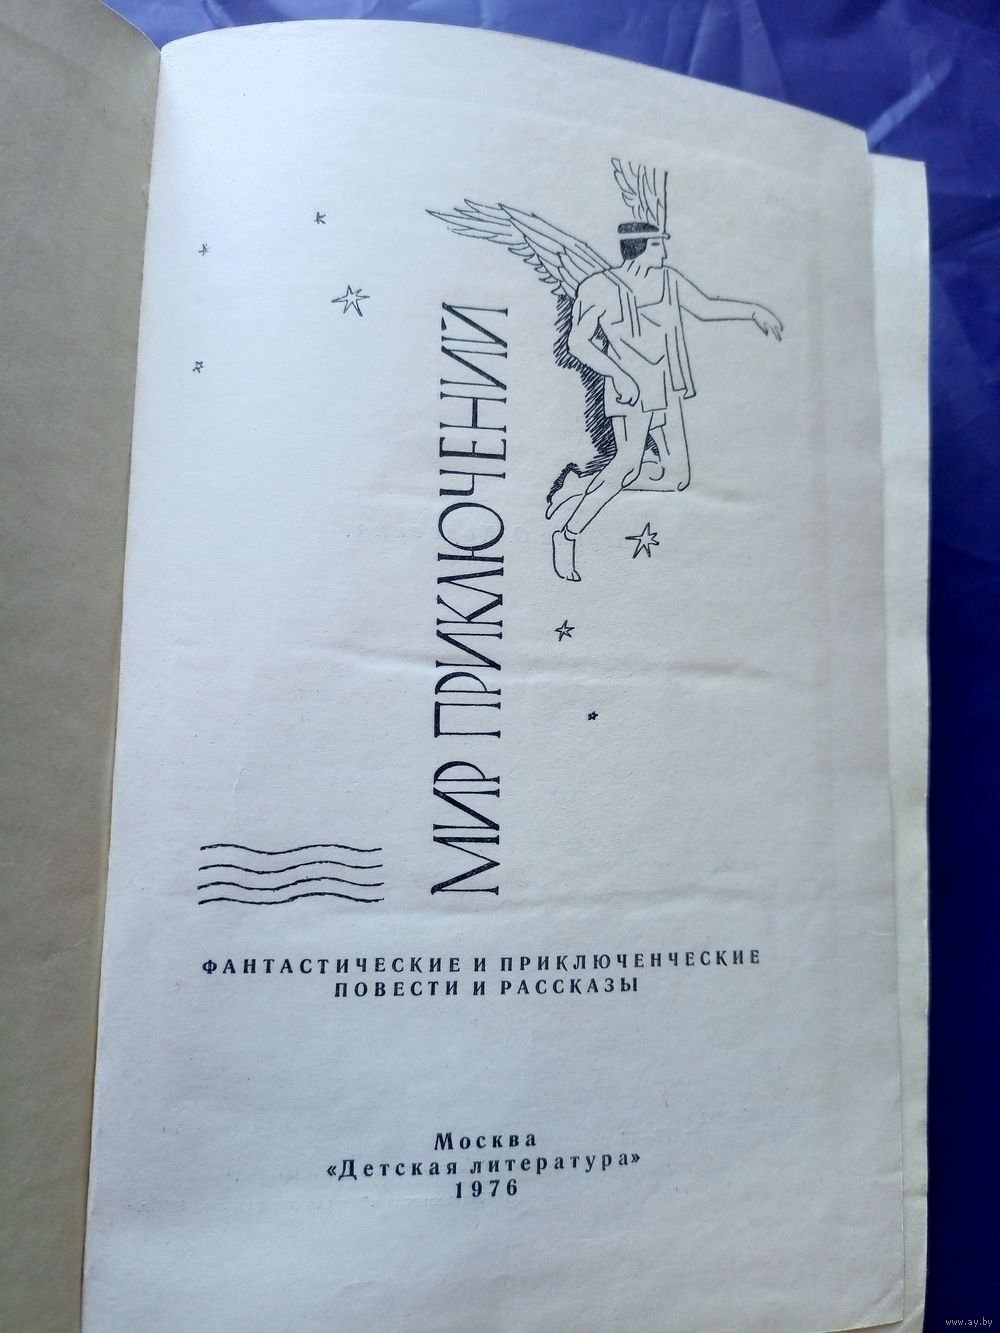 МИР ПРИКЛЮЧЕНИЙ
ФАНТАСТИЧЕСКИЕ И ПРИКЛЮЧЕНЧЕСКИЕ
ПОВЕСТИ И РАССКАЗЫ
Москва
«Детская литература»
1976
www.ay.by